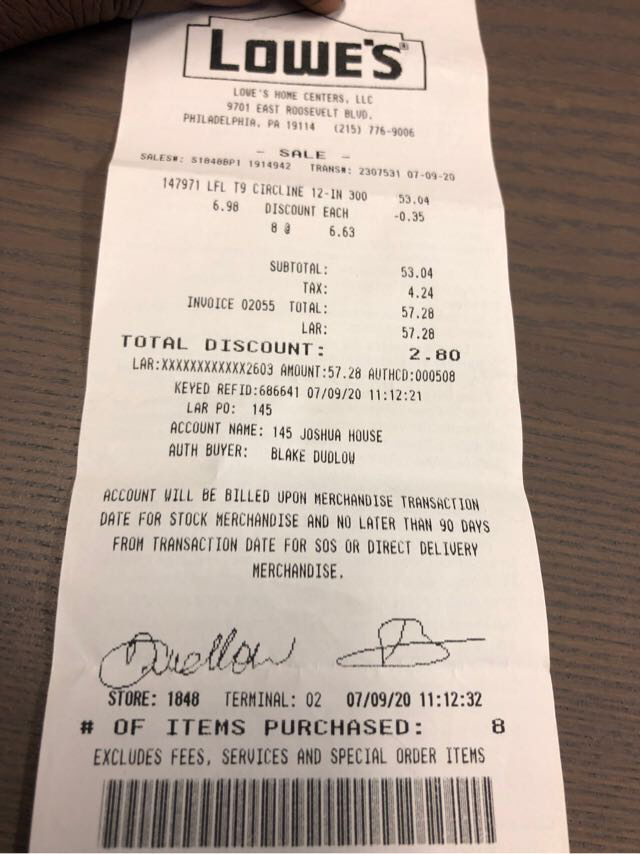 LOWE'S®
LOWE'S HOME CENTERS, LLC
9701 EAST ROOSEVELT BLVD.
PHILADELPHIA, PA 19114 (215) 776-9006
- SALE -
SALES#: S1848BP1 1914942 TRANS#: 2307531 07-09-20
147971 LFL T9 CIRCLINE 12-IN 300 53.04
6.98 DISCOUNT EACH -0.35
8 @ 6.63
SUBTOTAL: 53.04
TAX: 4.24
INVOICE 02055 TOTAL: 57.28
LAR: 57.28
TOTAL DISCOUNT: 2.80
LAR:XXXXXXXXXXXX2603 AMOUNT:57.28 AUTHCD:000508
KEYED REFID:686641 07/09/20 11:12:21
LAR PO: 145
ACCOUNT NAME: 145 JOSHUA HOUSE
AUTH BUYER: BLAKE DUDLOW
ACCOUNT WILL BE BILLED UPON MERCHANDISE TRANSACTION
DATE FOR STOCK MERCHANDISE AND NO LATER THAN 90 DAYS
FROM TRANSACTION DATE FOR SOS OR DIRECT DELIVERY
MERCHANDISE.
STORE: 1848 TERMINAL: 02 07/09/20 11:12:32
# OF ITEMS PURCHASED: 8
EXCLUDES FEES, SERVICES AND SPECIAL ORDER ITEMS